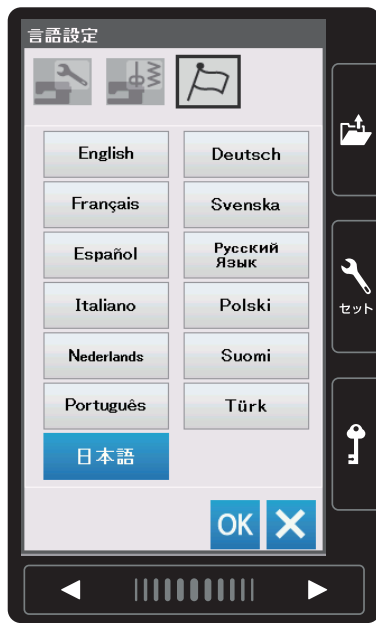 言語設定
English
Deutsch
Français
Svenska
Español
Русский
Язык
Italiano
Polski
セット
Nederlands
Suomi
Português
Türk
日本語
OK